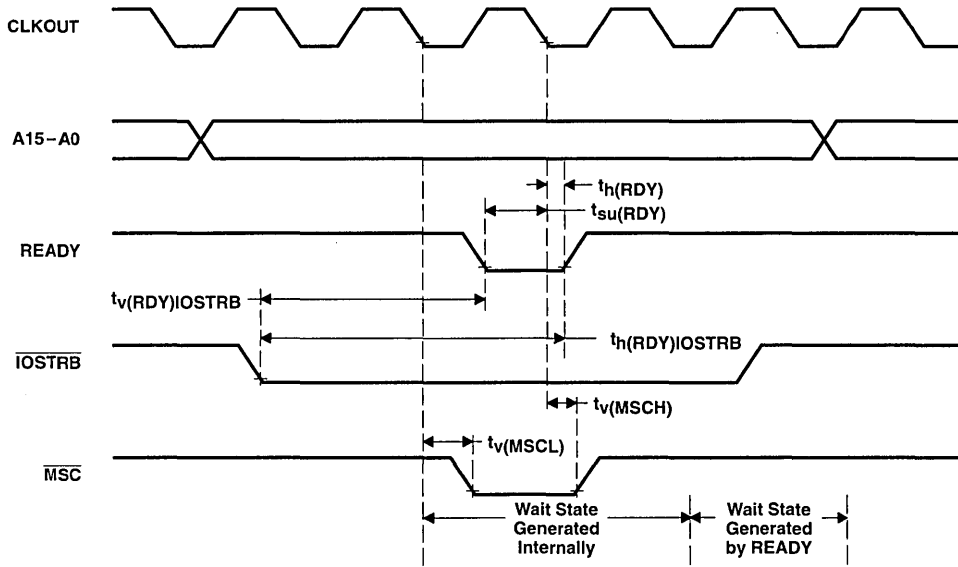 CLKOUT
A15–A0
th(RDY)
tsu(RDY)
READY
tv(RDY)IOSTRB
th(RDY)IOSTRB
IOSTRB
tv(MSCH)
tv(MSCL)
MSC
Wait State
Generated
Internally
Wait State
Generated
by READY